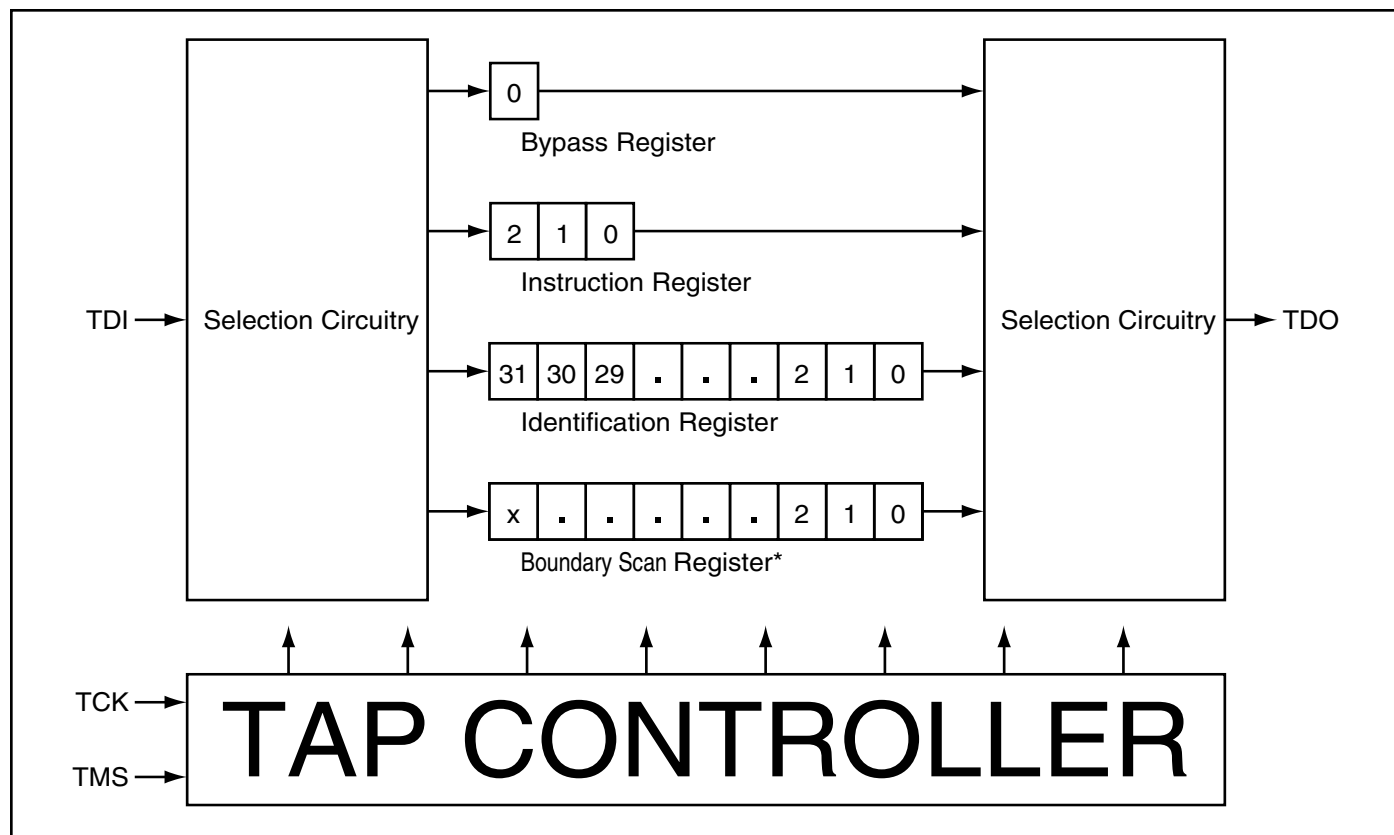 0
Bypass Register
2 1 0
Instruction Register
TDI
Selection Circuitry
Selection Circuitry
TDO
31 30 29 . . . 2 1 0
Identification Register
x . . . . . 2 1 0
Boundary Scan Register*
TCK
TMS
TAP CONTROLLER